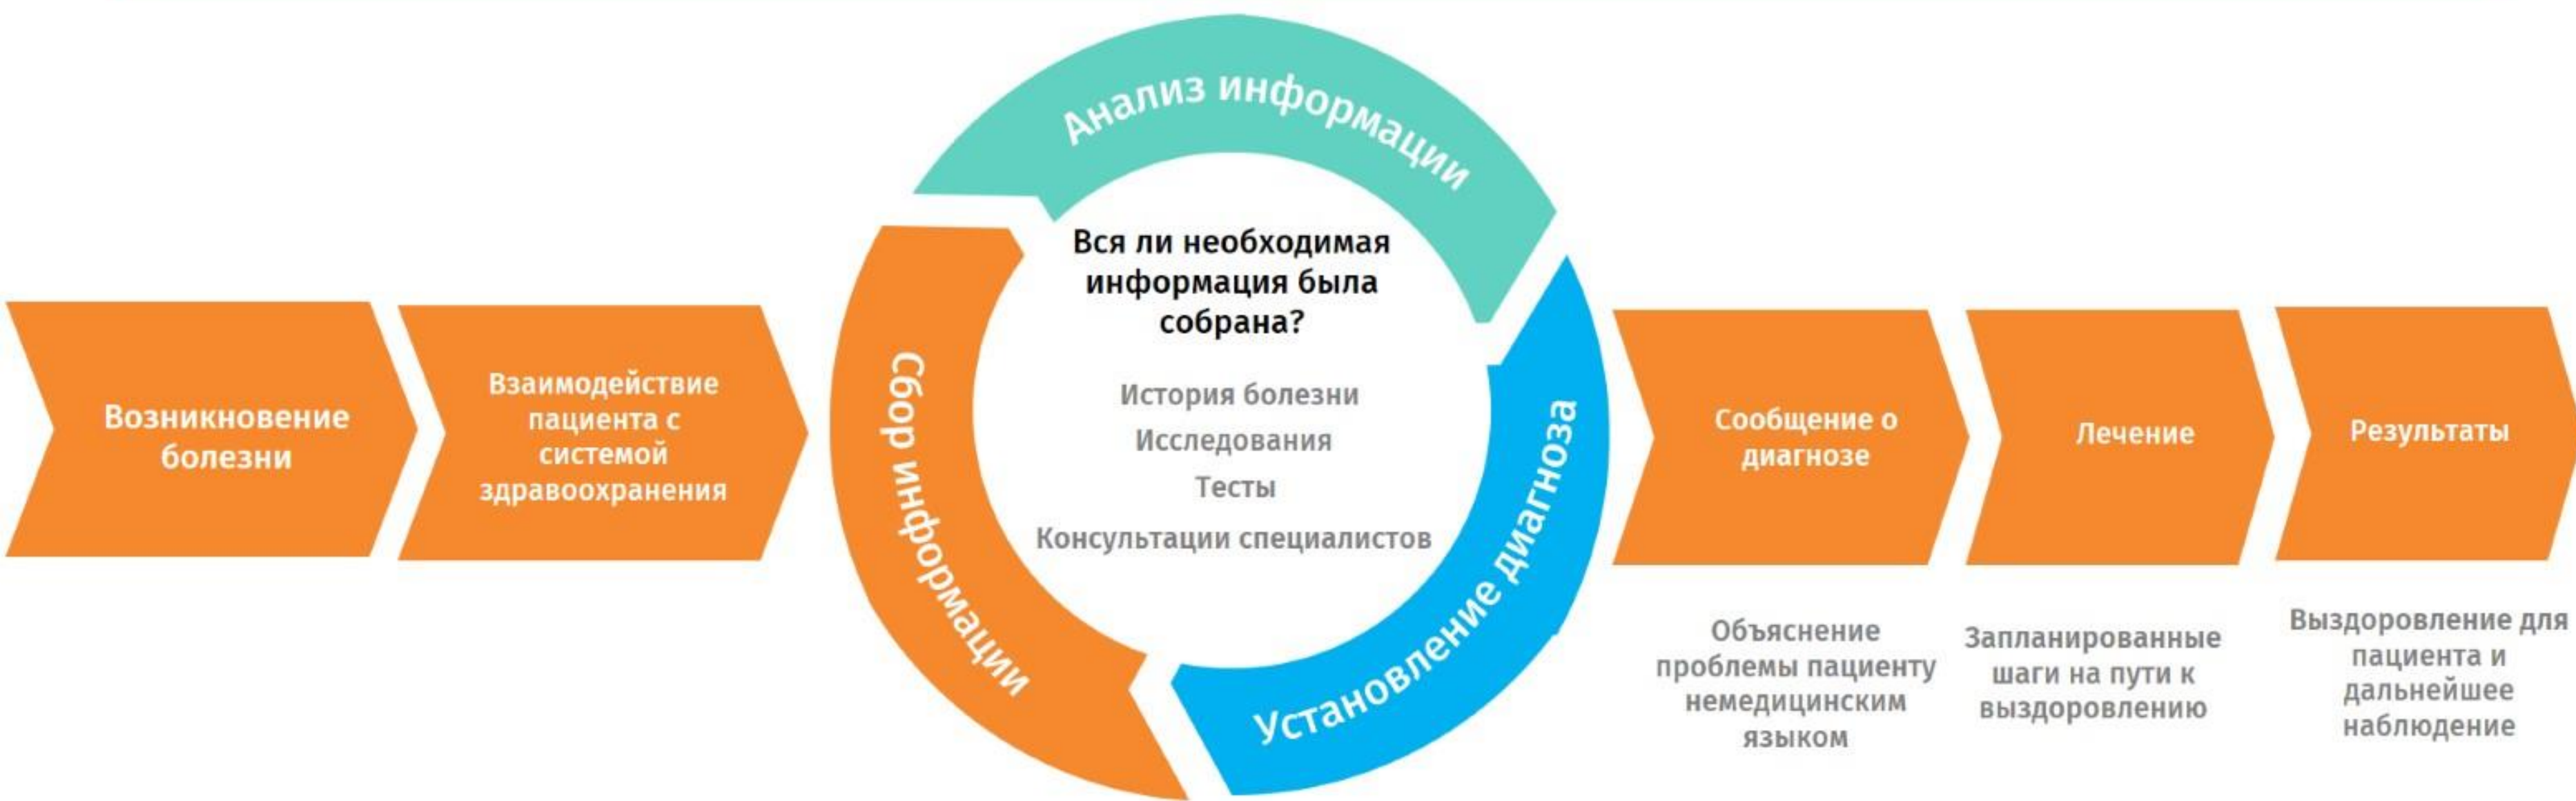 Возникновение
болезни
Взаимодействие
пациента с
системой
здравоохранения
Сбор информации
Анализ информации
Установление диагноза
Вся ли необходимая
информация была
собрана?
История болезни
Исследования
Тесты
Консультации специалистов
Сообщение о
диагнозе
Объяснение
проблемы пациенту
немедицинским
языком
Лечение
Запланированные
шаги на пути к
выздоровлению
Результаты
Выздоровление для
пациента и
дальнейшее
наблюдение